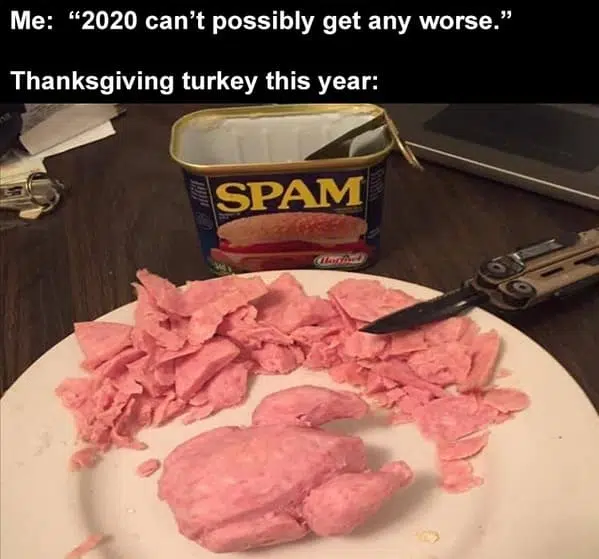 Me:  “2020 can’t possibly get any worse.”
Thanksgiving turkey this year:
SPAM
Hormel